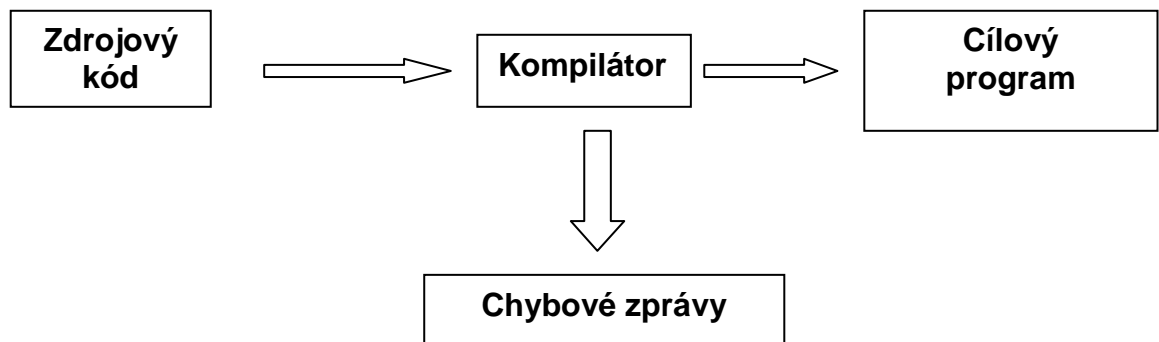 Zdrojový
kód
Kompilátor
Cílový
program
Chybové zprávy